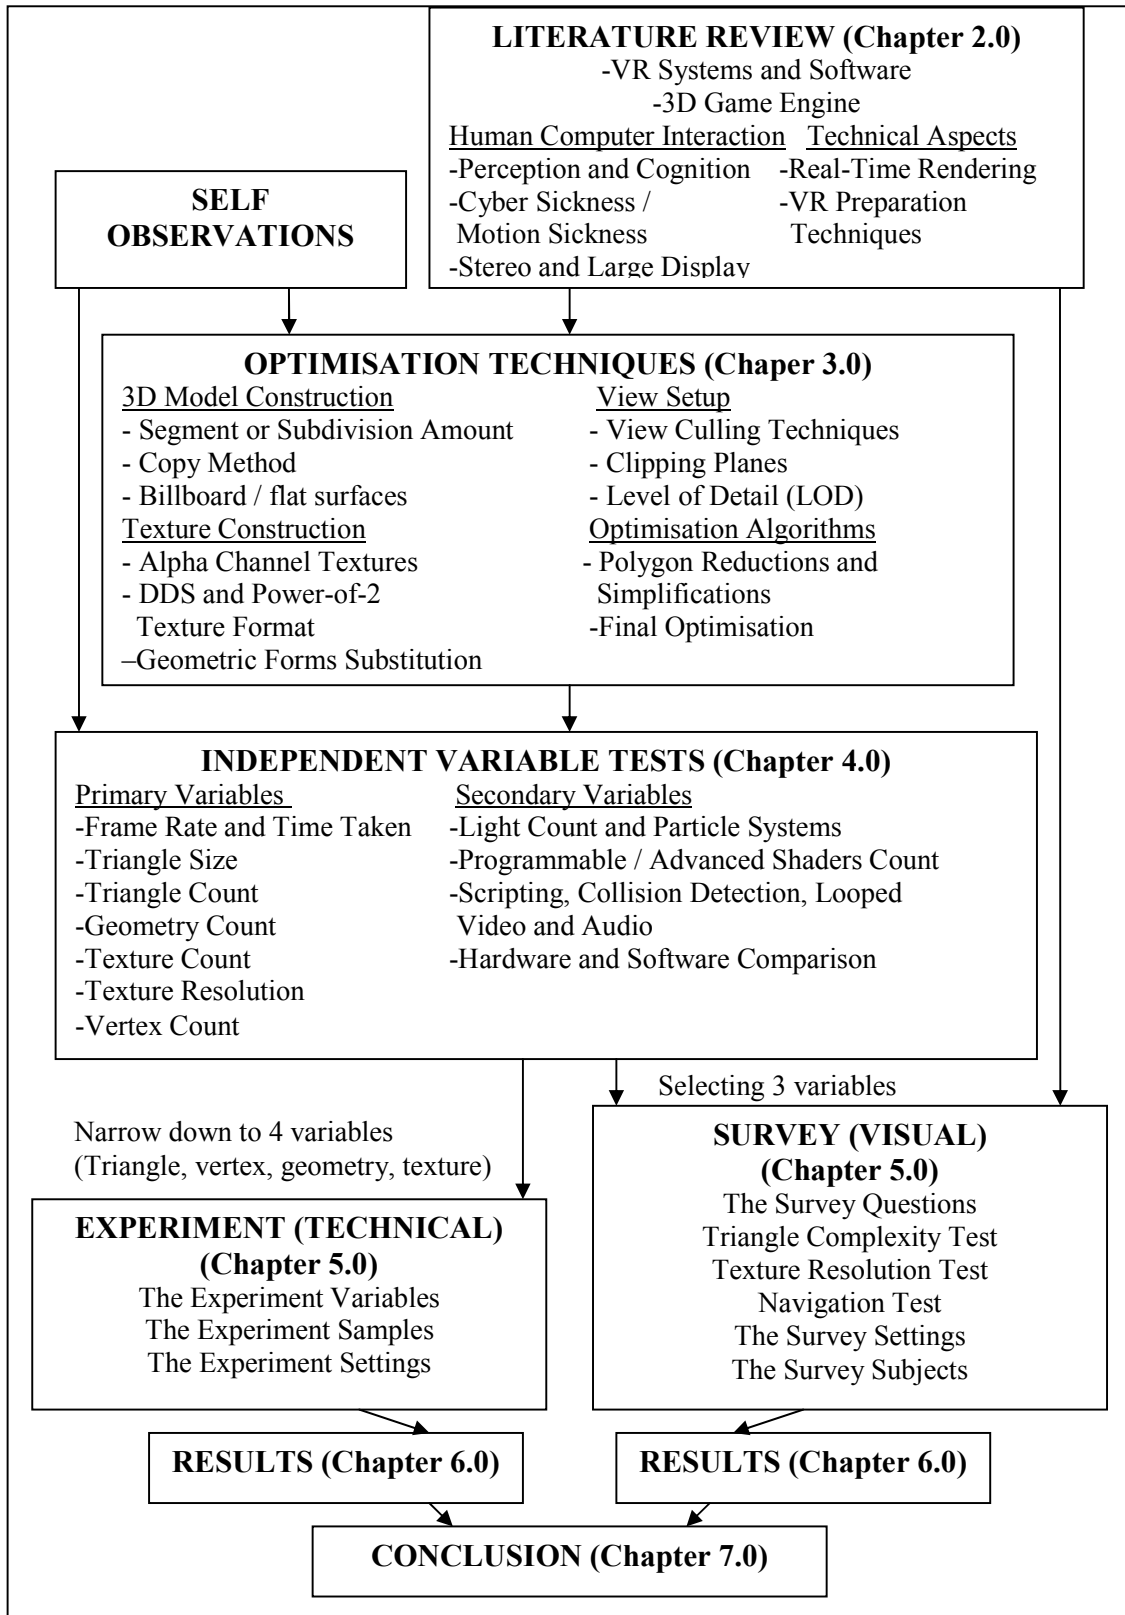 LITERATURE REVIEW (Chapter 2.0)
-VR Systems and Software
-3D Game Engine
Human Computer Interaction
-Perception and Cognition
-Cyber Sickness /
Motion Sickness
-Stereo and Large Display
Technical Aspects
-Real-Time Rendering
-VR Preparation
Techniques
SELF
OBSERVATIONS
OPTIMISATION TECHNIQUES (Chaper 3.0)
3D Model Construction
- Segment or Subdivision Amount
- Copy Method
- Billboard / flat surfaces
Texture Construction
- Alpha Channel Textures
- DDS and Power-of-2
Texture Format
–Geometric Forms Substitution
View Setup
- View Culling Techniques
- Clipping Planes
- Level of Detail (LOD)
Optimisation Algorithms
- Polygon Reductions and
Simplifications
-Final Optimisation
INDEPENDENT VARIABLE TESTS (Chapter 4.0)
Primary Variables
-Frame Rate and Time Taken
-Triangle Size
-Triangle Count
-Geometry Count
-Texture Count
-Texture Resolution
-Vertex Count
Secondary Variables
-Light Count and Particle Systems
-Programmable / Advanced Shaders Count
-Scripting, Collision Detection, Looped
Video and Audio
-Hardware and Software Comparison
Narrow down to 4 variables
(Triangle, vertex, geometry, texture)
Selecting 3 variables
EXPERIMENT (TECHNICAL)
(Chapter 5.0)
The Experiment Variables
The Experiment Samples
The Experiment Settings
SURVEY (VISUAL)
(Chapter 5.0)
The Survey Questions
Triangle Complexity Test
Texture Resolution Test
Navigation Test
The Survey Settings
The Survey Subjects
RESULTS (Chapter 6.0)
RESULTS (Chapter 6.0)
CONCLUSION (Chapter 7.0)